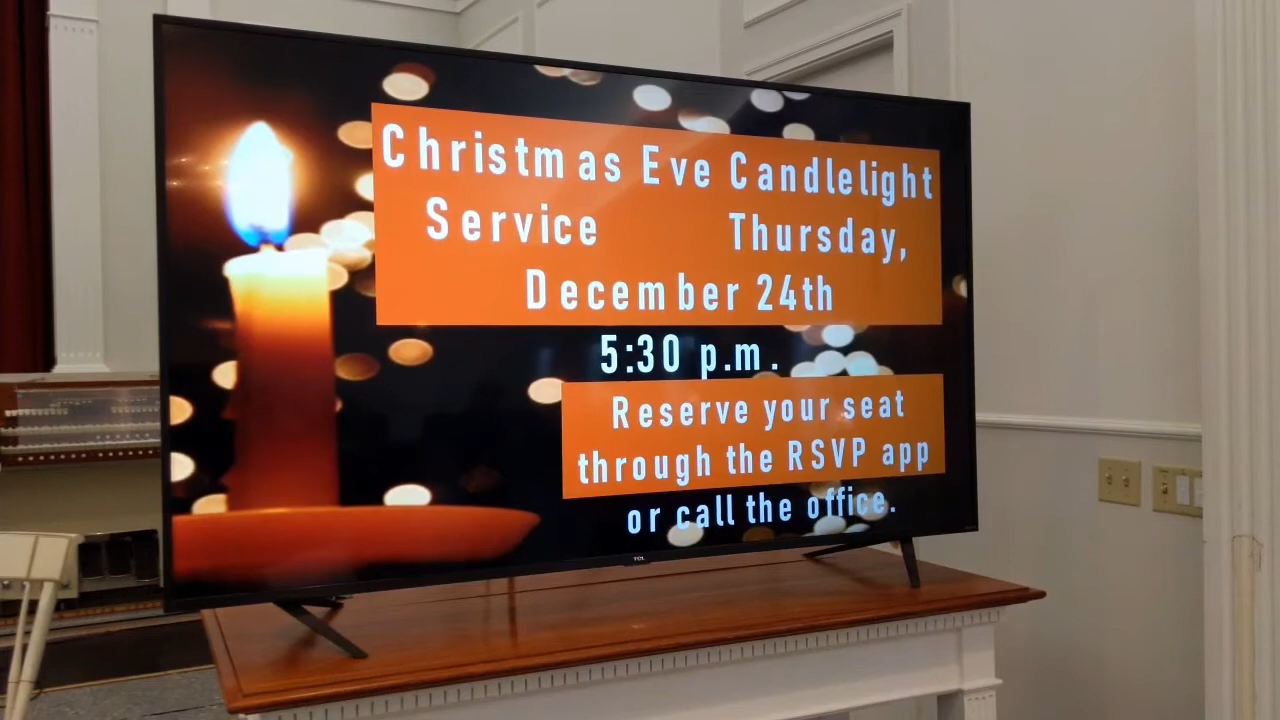 Christmas Eve Candlelight
Service Thursday,
December 24th
5:30 p.m.
Reserve your seat
through the RSVP app
or call the office.
TCL